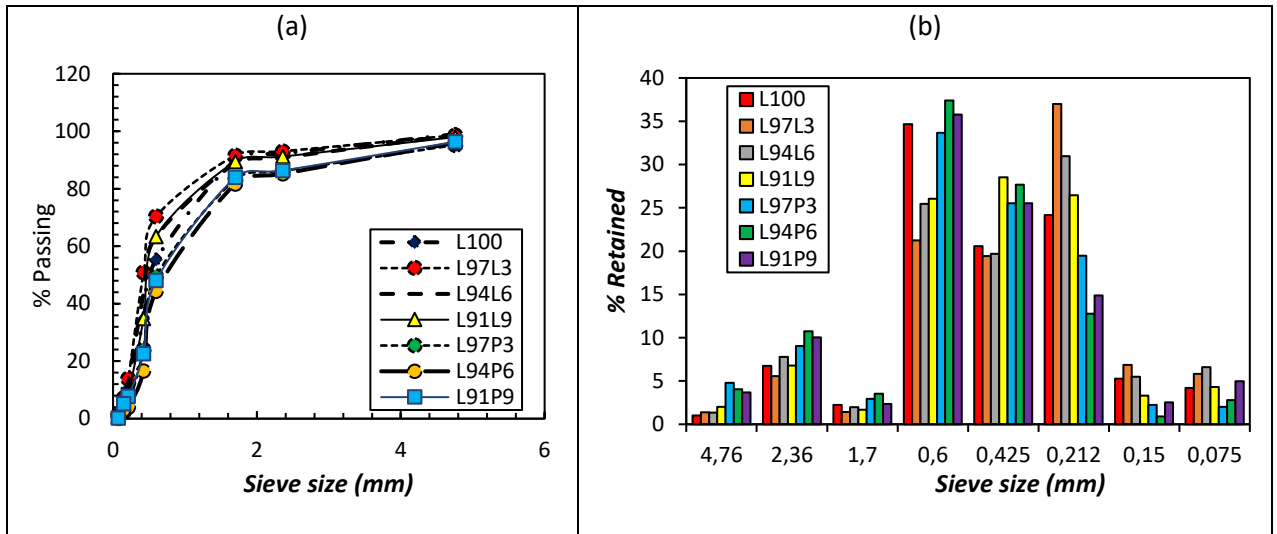 (a)
120
100
80
60
40
20
0
% Passing
0
2
4
6
Sieve size (mm)
L100
L97L3
L94L6
L91L9
L97P3
L94P6
L91P9
(b)
40
35
30
25
20
15
10
5
0
% Retained
L100
L97L3
L94L6
L91L9
L97P3
L94P6
L91P9
4,76 2,36 1,7 0,6 0,425 0,212 0,15 0,075
Sieve size (mm)